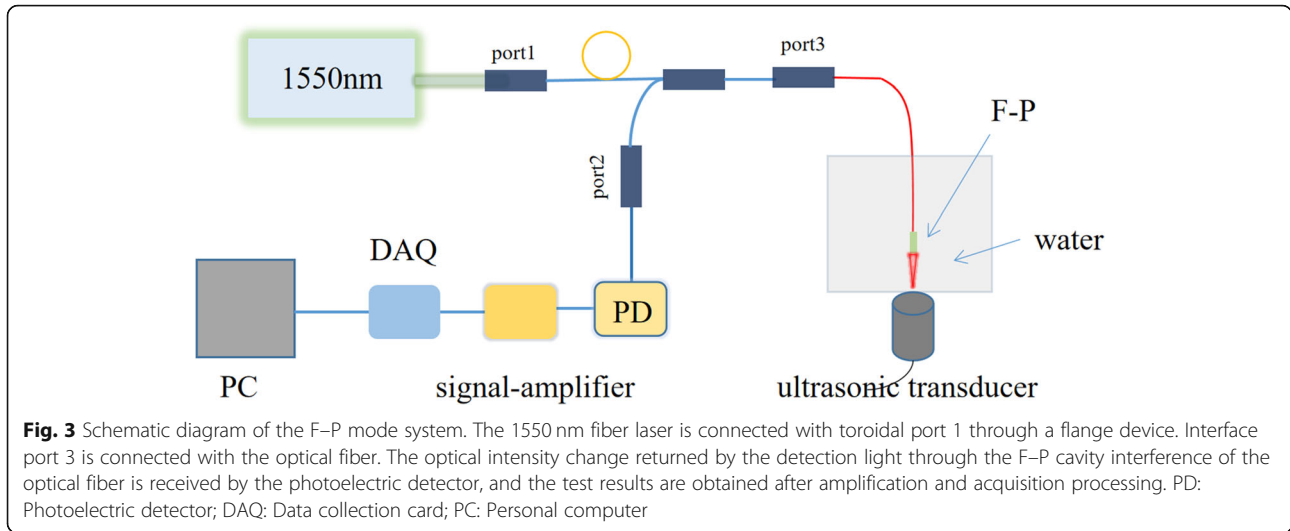 1550nm
port1
port3
F-P
port2
water
DAQ
PD
PC
signal-amplifier
ultrasonic transducer
Fig. 3 Schematic diagram of the F–P mode system. The 1550 nm fiber laser is connected with toroidal port 1 through a flange device. Interface
port 3 is connected with the optical fiber. The optical intensity change returned by the detection light through the F–P cavity interference of the
optical fiber is received by the photoelectric detector, and the test results are obtained after amplification and acquisition processing. PD:
Photoelectric detector; DAQ: Data collection card; PC: Personal computer